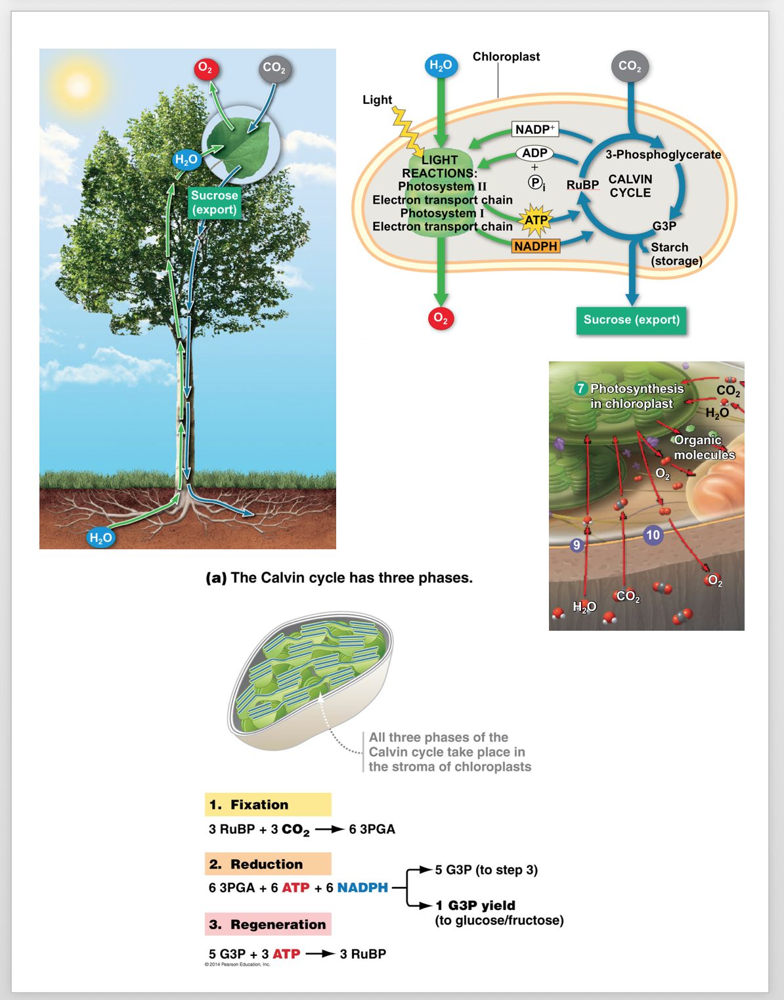 O₂
CO₂
H₂O
Sucrose
(export)
H₂O
H₂O
Chloroplast
CO₂
Light
NADP⁺
ADP
+
Pi
LIGHT
REACTIONS:
Photosystem II
Electron transport chain
Photosystem I
Electron transport chain
ATP
NADPH
3-Phosphoglycerate
RuBP
CALVIN
CYCLE
G3P
Starch
(storage)
O₂
Sucrose (export)
7 Photosynthesis
in chloroplast
CO₂
H₂O
Organic
molecules
O₂
9
10
H₂O
CO₂
O₂
(a) The Calvin cycle has three phases.
All three phases of the
Calvin cycle take place in
the stroma of chloroplasts
1. Fixation
3 RuBP + 3 CO₂ → 6 3PGA
2. Reduction
6 3PGA + 6 ATP + 6 NADPH
5 G3P (to step 3)
1 G3P yield
(to glucose/fructose)
3. Regeneration
5 G3P + 3 ATP → 3 RuBP
© 2014 Pearson Education, Inc.